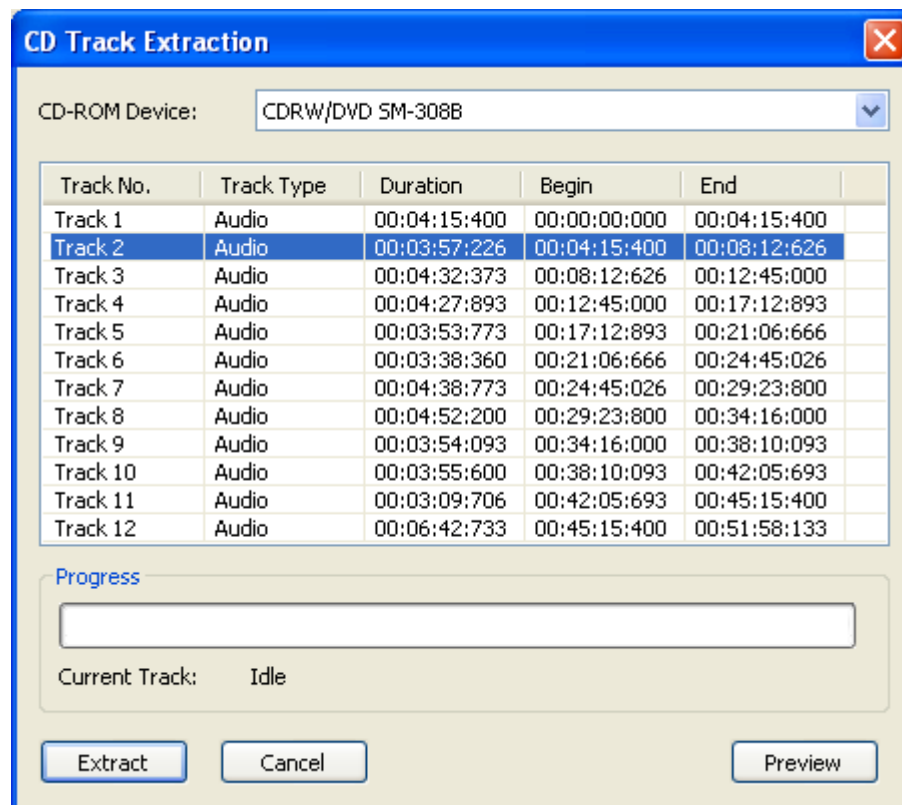 CD Track Extraction
CD-ROM Device: CDRW/DVD SM-308B
Track No. Track Type Duration Begin End
Track 1 Audio 00:04:15:400 00:00:00:000 00:04:15:400
Track 2 Audio 00:03:57:226 00:04:15:400 00:08:12:626
Track 3 Audio 00:04:32:373 00:08:12:626 00:12:45:000
Track 4 Audio 00:04:27:893 00:12:45:000 00:17:12:893
Track 5 Audio 00:03:53:773 00:17:12:893 00:21:06:666
Track 6 Audio 00:03:38:360 00:21:06:666 00:24:45:026
Track 7 Audio 00:04:38:773 00:24:45:026 00:29:23:800
Track 8 Audio 00:04:52:200 00:29:23:800 00:34:16:000
Track 9 Audio 00:03:54:093 00:34:16:000 00:38:10:093
Track 10 Audio 00:03:55:600 00:38:10:093 00:42:05:693
Track 11 Audio 00:03:09:706 00:42:05:693 00:45:15:400
Track 12 Audio 00:06:42:733 00:45:15:400 00:51:58:133
Progress
Current Track: Idle
Extract Cancel Preview